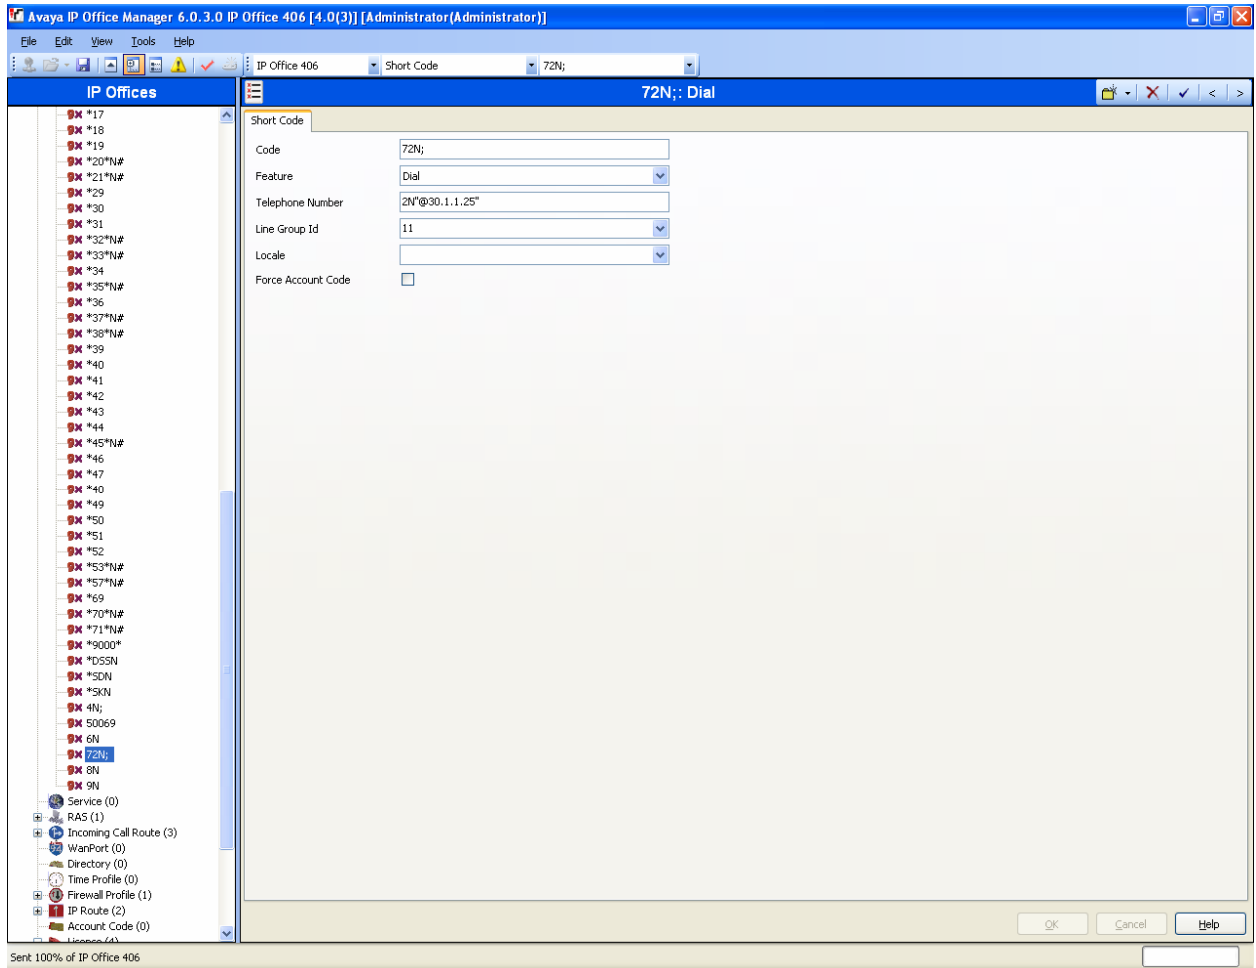 Avaya IP Office Manager 6.0.3.0 IP Office 406 [4.0(3)] [Administrator(Administrator)]
File Edit View Tools Help
IP Office 406 Short Code 72N;
IP Offices
72N;: Dial
*17
*18
*19
*20*N#
*21*N#
*29
*30
*31
*32*N#
*33*N#
*34
*35*N#
*36
*37*N#
*38*N#
*39
*40
*41
*42
*43
*44
*45*N#
*46
*47
*40
*49
*50
*51
*52
*53*N#
*57*N#
*69
*70*N#
*71*N#
*9000*
*DSSN
*SDN
*SKN
4N;
50069
6N
72N;
8N
9N
Service (0)
RAS (1)
Incoming Call Route (3)
WanPort (0)
Directory (0)
Time Profile (0)
Firewall Profile (1)
IP Route (2)
Account Code (0)
Licence (4)
Short Code
Code 72N;
Feature Dial
Telephone Number 2N"@30.1.1.25"
Line Group Id 11
Locale
Force Account Code
OK Cancel Help
Sent 100% of IP Office 406